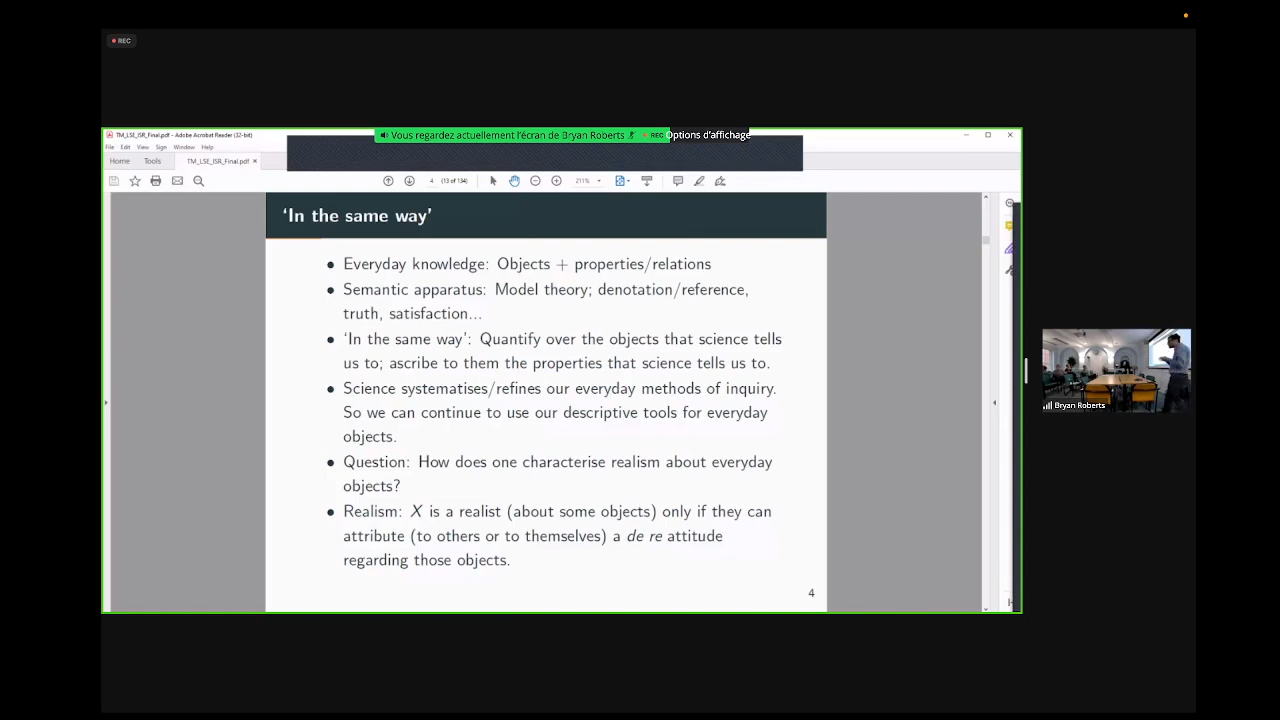 REC
TM_LSE_ISR_Final.pdf - Adobe Acrobat Reader (32-bit)
Vous regardez actuellement l'écran de Bryan Roberts
REC
Options d'affichage
File Edit View Sign Window Help
Home Tools TM_LSE_ISR_Final.pdf ×
4 (13 of 134) 211%
'In the same way'
• Everyday knowledge: Objects + properties/relations
• Semantic apparatus: Model theory; denotation/reference,
truth, satisfaction...
• 'In the same way': Quantify over the objects that science tells
us to; ascribe to them the properties that science tells us to.
• Science systematises/refines our everyday methods of inquiry.
So we can continue to use our descriptive tools for everyday
objects.
• Question: How does one characterise realism about everyday
objects?
• Realism: X is a realist (about some objects) only if they can
attribute (to others or to themselves) a de re attitude
regarding those objects.
4
Bryan Roberts